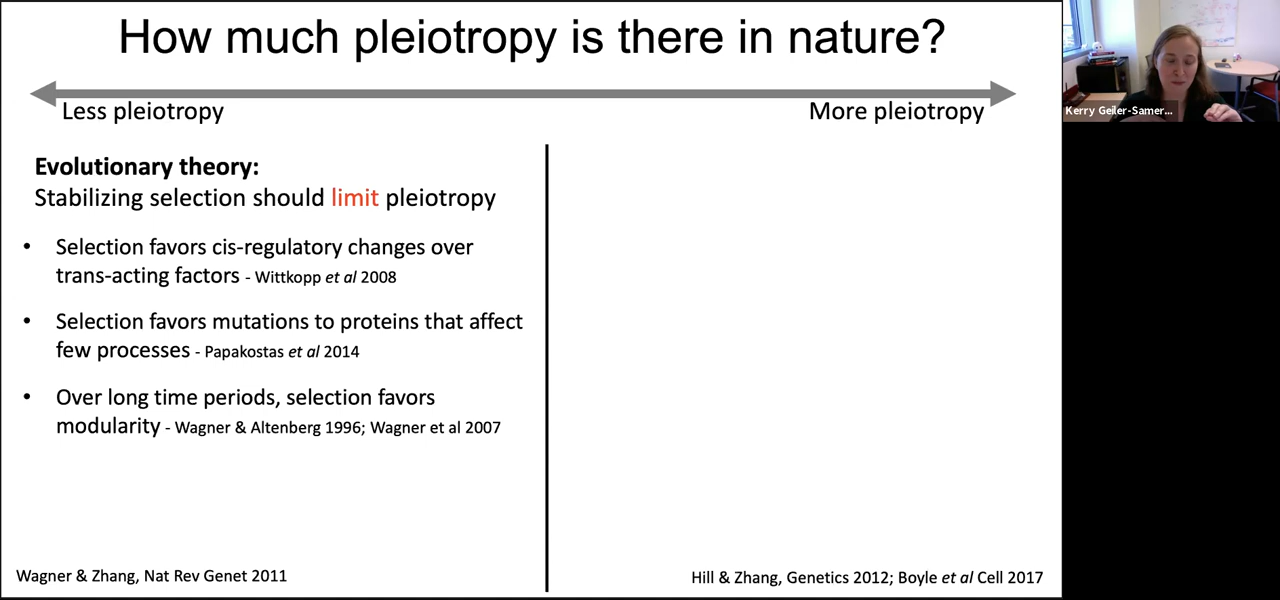 How much pleiotropy is there in nature?
Less pleiotropy
More pleiotropy
Evolutionary theory:
Stabilizing selection should limit pleiotropy
• Selection favors cis-regulatory changes over
trans-acting factors - Wittkopp et al 2008
• Selection favors mutations to proteins that affect
few processes - Papakostas et al 2014
• Over long time periods, selection favors
modularity - Wagner & Altenberg 1996; Wagner et al 2007
Wagner & Zhang, Nat Rev Genet 2011
Hill & Zhang, Genetics 2012; Boyle et al Cell 2017
Kerry Geiler-Samer...